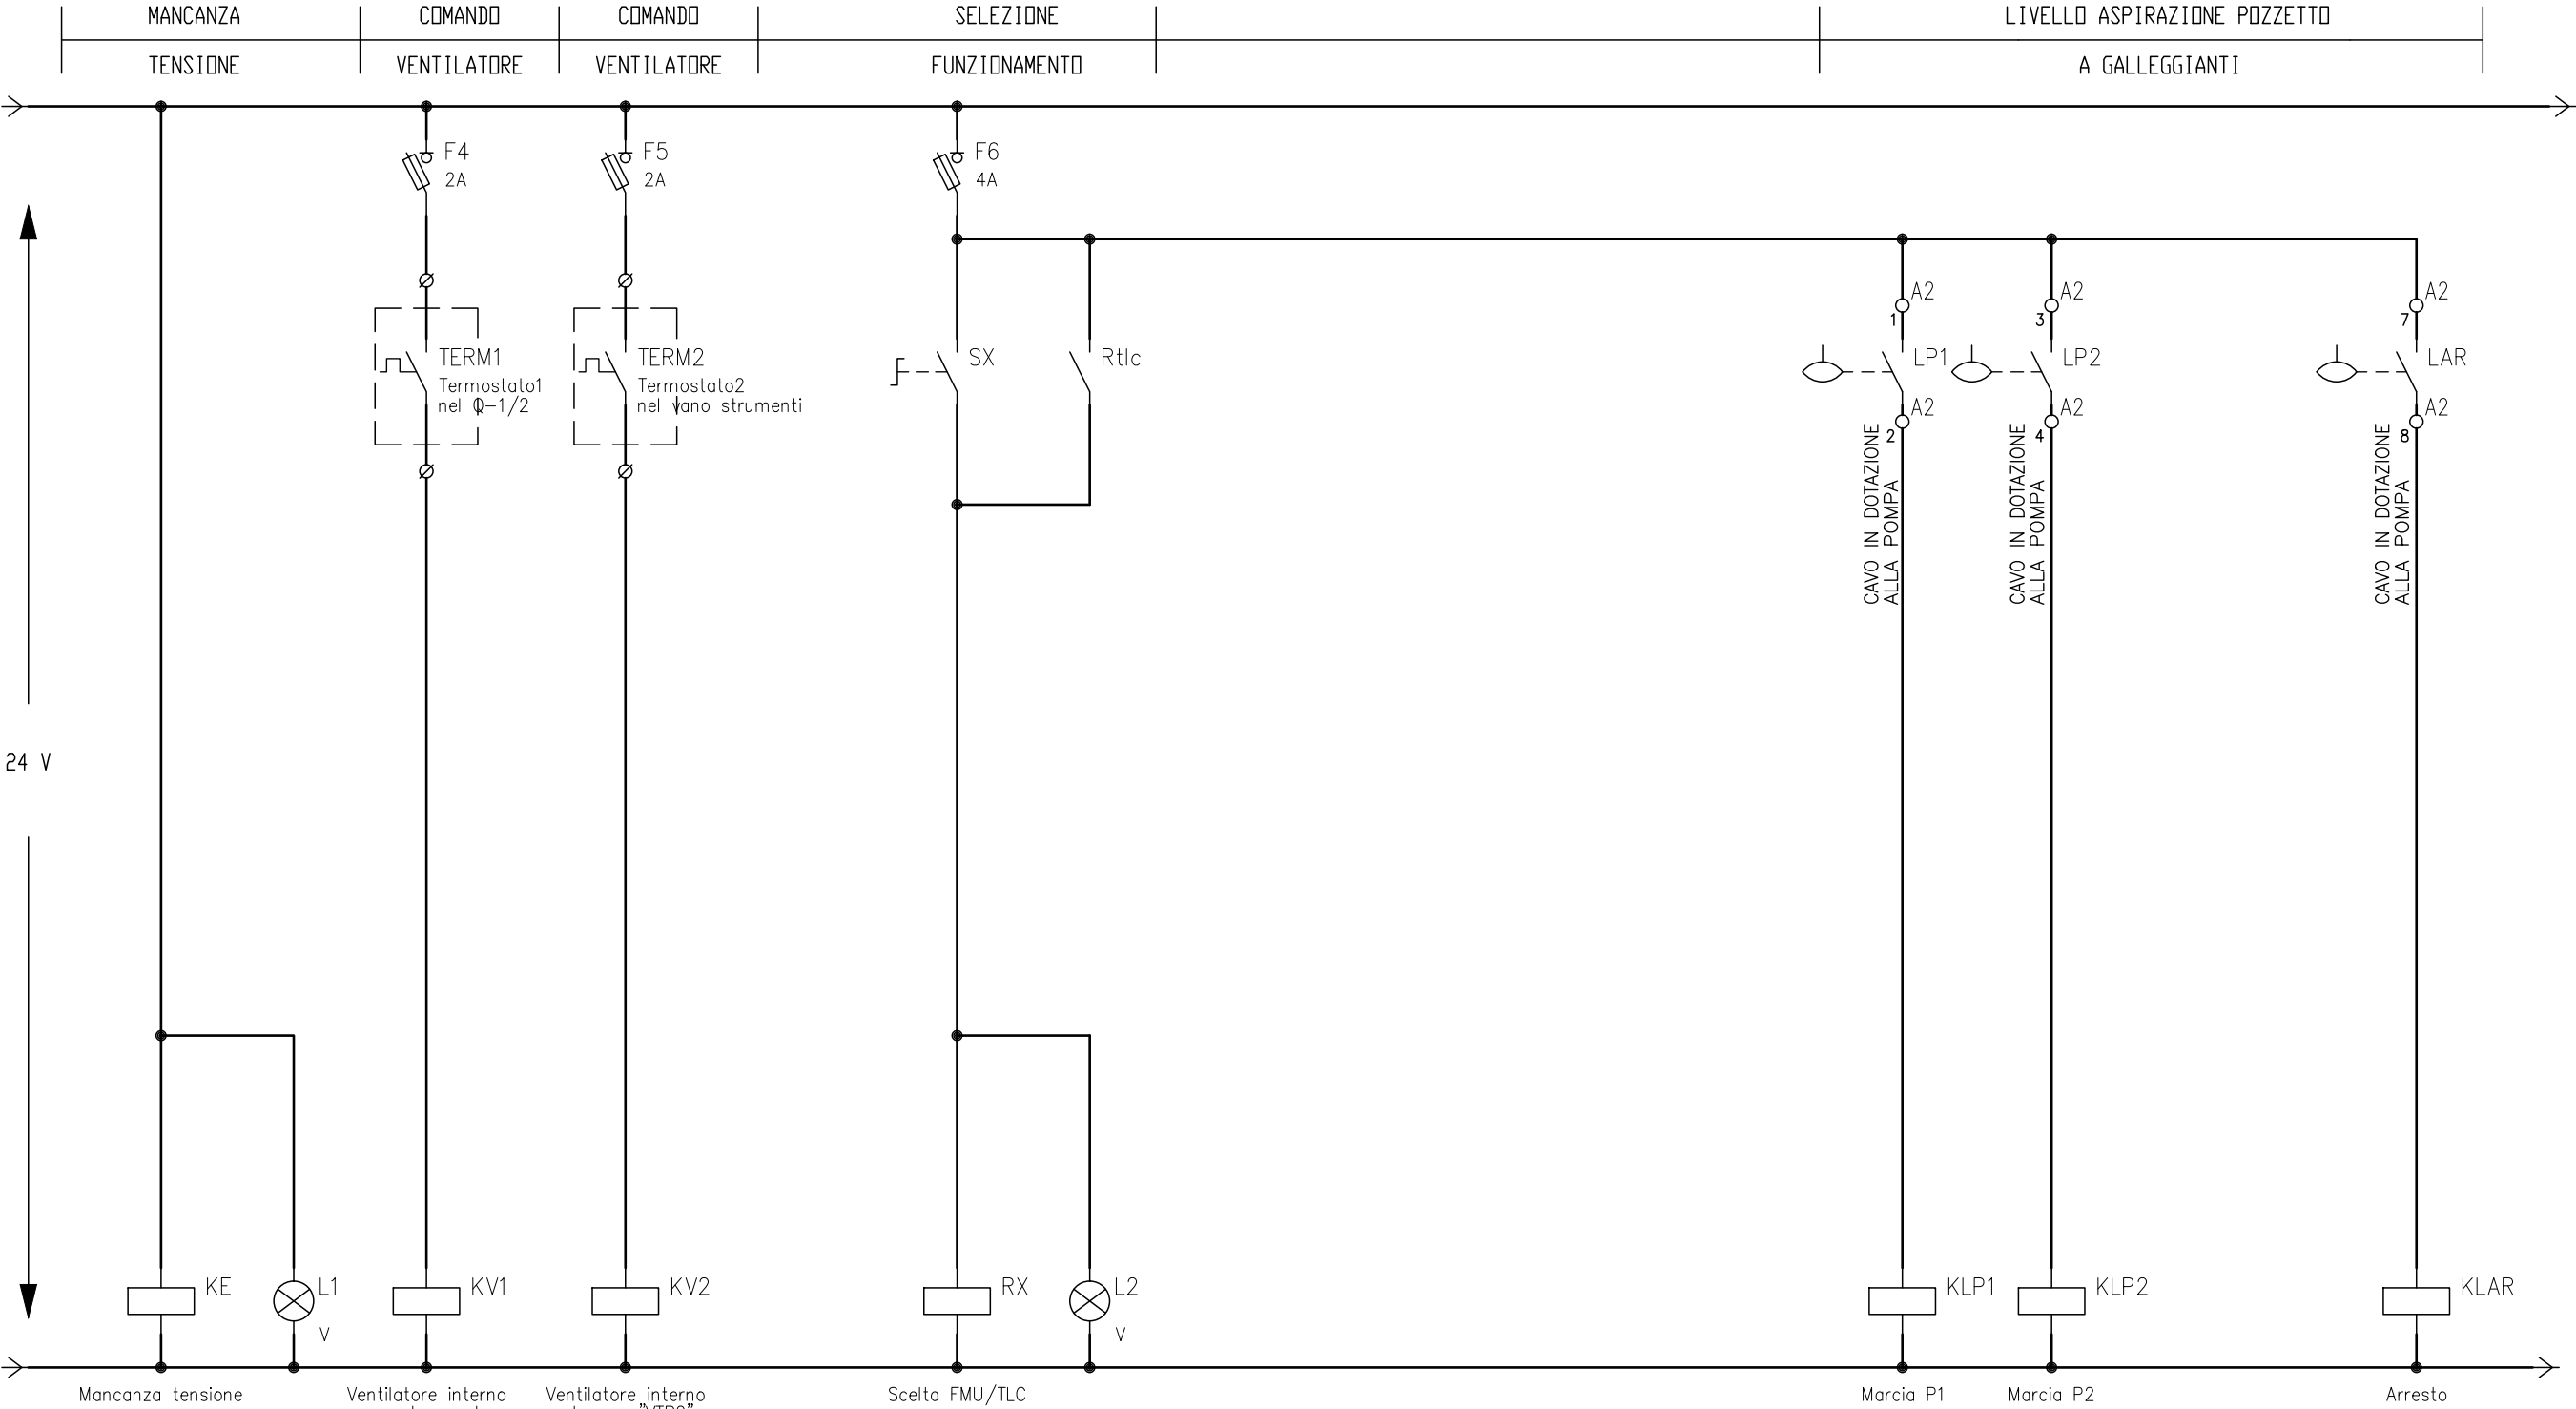 MANCANZA
TENSIONE
COMANDO
VENTILATORE
COMANDO
VENTILATORE
SELEZIONE
FUNZIONAMENTO
LIVELLO ASPIRAZIONE POZZETTO
A GALLEGGIANTI
F4
2A
F5
2A
F6
4A
24 V
TERM1
Termostato1
nel Q-1/2
TERM2
Termostato2
nel vano strumenti
SX
Rtlc
A2
1
LP1
A2
2
CAVO IN DOTAZIONE
ALLA POMPA
A2
3
LP2
A2
4
CAVO IN DOTAZIONE
ALLA POMPA
A2
7
LAR
A2
8
CAVO IN DOTAZIONE
ALLA POMPA
KE
L1
V
KV1
KV2
RX
L2
V
KLP1
KLP2
KLAR
Mancanza tensione
Ventilatore interno
Ventilatore interno
Scelta FMU/TLC
Marcia P1
Marcia P2
Arresto